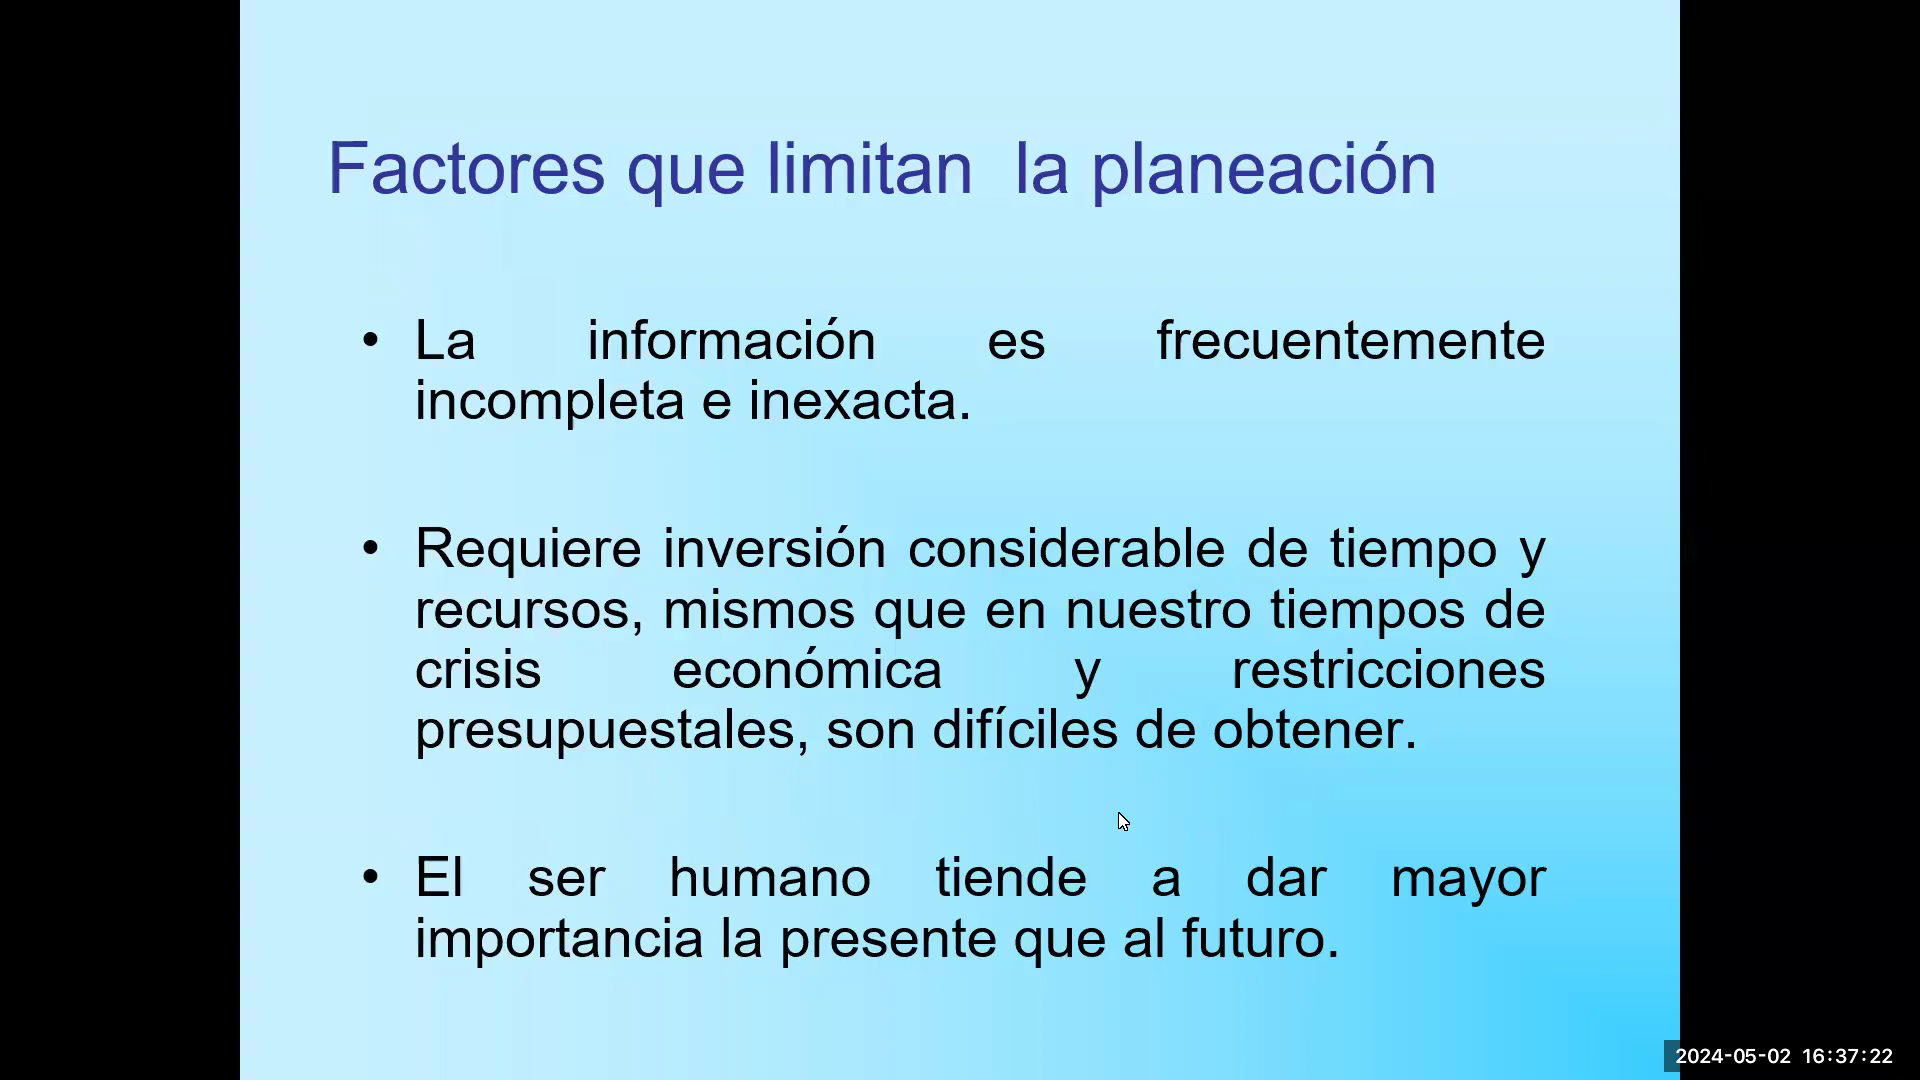 Factores que limitan la planeación
• La información es frecuentemente
incompleta e inexacta.
• Requiere inversión considerable de tiempo y
recursos, mismos que en nuestro tiempos de
crisis económica y restricciones
presupuestales, son difíciles de obtener.
• El ser humano tiende a dar mayor
importancia la presente que al futuro.
2024-05-02 16:37:22